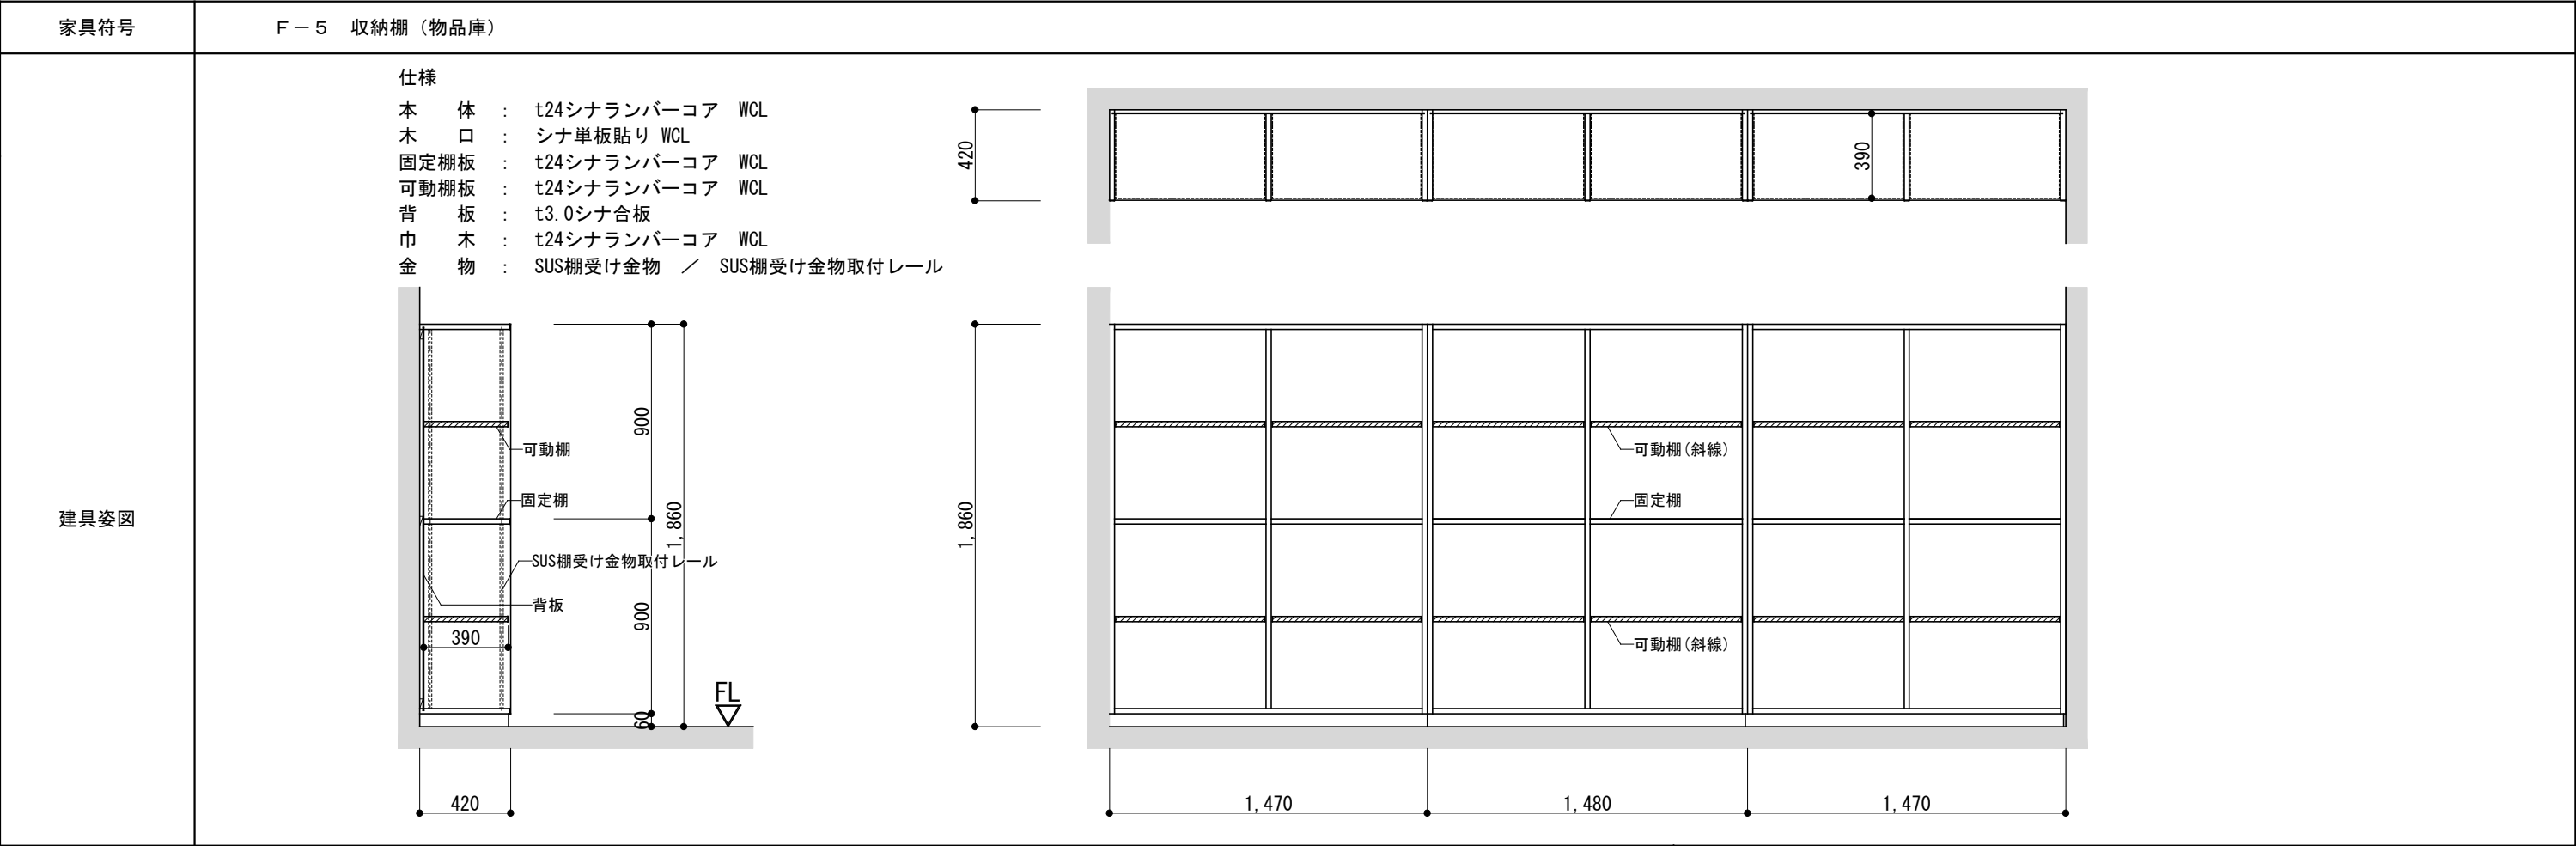 家具符号
Ｆ－５　収納棚（物品庫）
仕様
本　　体　：　t24シナランバーコア　WCL
木　　口　：　シナ単板貼り WCL
固定棚板　：　t24シナランバーコア　WCL
可動棚板　：　t24シナランバーコア　WCL
背　　板　：　t3.0シナ合板
巾　　木　：　t24シナランバーコア　WCL
金　　物　：　SUS棚受け金物　／　SUS棚受け金物取付レール
420
390
建具姿図
可動棚
固定棚
SUS棚受け金物取付レール
背板
390
900
900
60
1,860
FL
420
1,860
可動棚(斜線)
固定棚
可動棚(斜線)
1,470
1,480
1,470